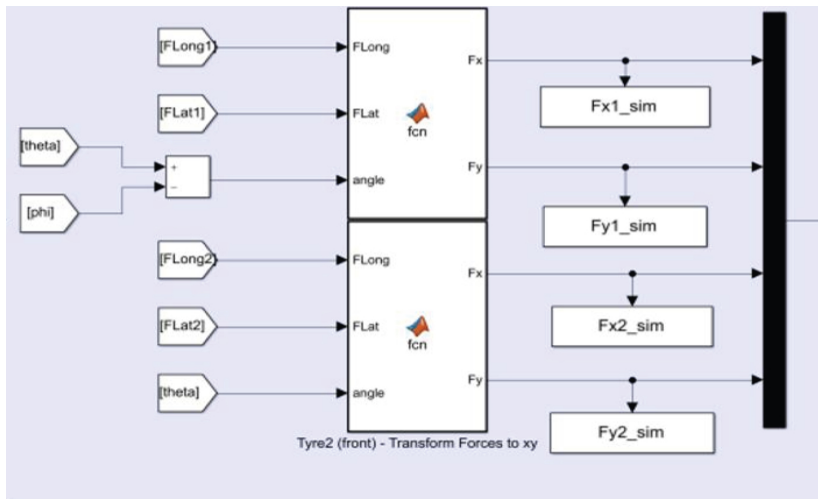 [FLong1]
FLong
Fx
Fx1_sim
[FLat1]
FLat
fcn
[theta]
+
−
[phi]
angle
Fy
Fy1_sim
[FLong2]
FLong
Fx
Fx2_sim
[FLat2]
FLat
fcn
[theta]
angle
Fy
Fy2_sim
Tyre2 (front) - Transform Forces to xy